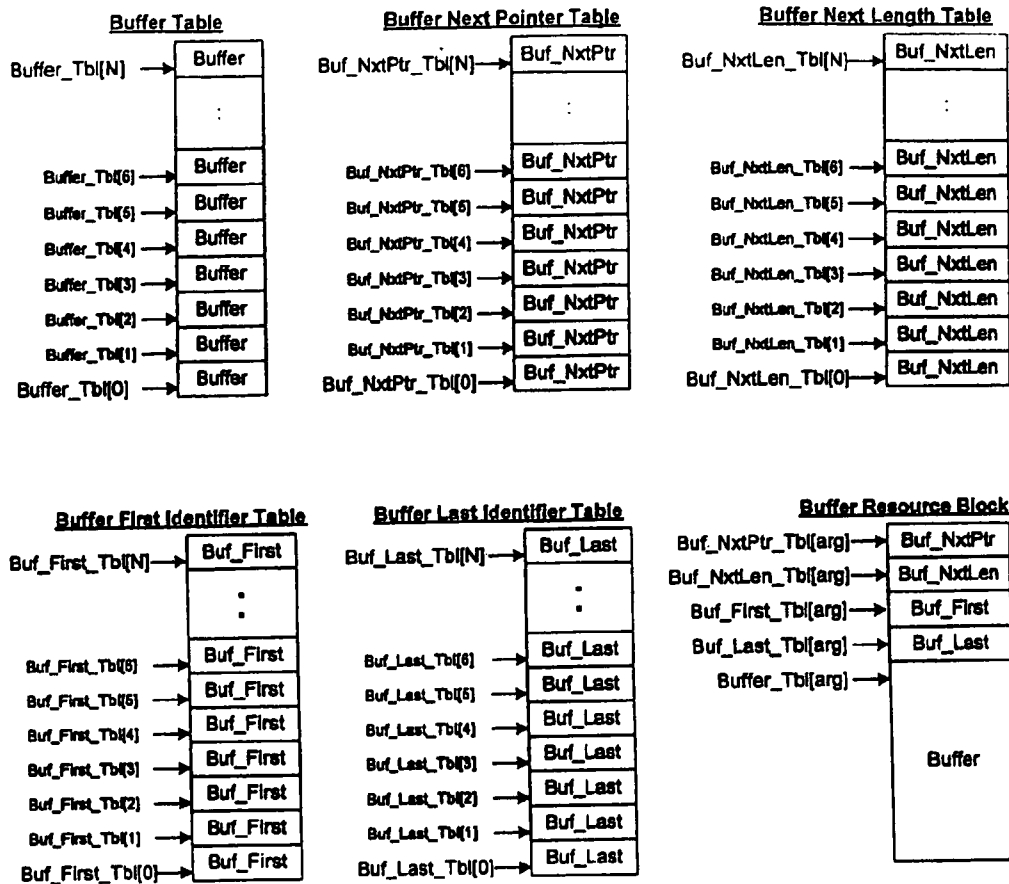 Buffer Table
Buffer_Tbl[N]
Buffer
:
Buffer_Tbl[6]
Buffer
Buffer_Tbl[5]
Buffer
Buffer_Tbl[4]
Buffer
Buffer_Tbl[3]
Buffer
Buffer_Tbl[2]
Buffer
Buffer_Tbl[1]
Buffer
Buffer_Tbl[0]
Buffer
Buffer Next Pointer Table
Buf_NxtPtr_Tbl[N]
Buf_NxtPtr
:
Buf_NxtPtr_Tbl[6]
Buf_NxtPtr
Buf_NxtPtr_Tbl[5]
Buf_NxtPtr
Buf_NxtPtr_Tbl[4]
Buf_NxtPtr
Buf_NxtPtr_Tbl[3]
Buf_NxtPtr
Buf_NxtPtr_Tbl[2]
Buf_NxtPtr
Buf_NxtPtr_Tbl[1]
Buf_NxtPtr
Buf_NxtPtr_Tbl[0]
Buf_NxtPtr
Buffer Next Length Table
Buf_NxtLen_Tbl[N]
Buf_NxtLen
:
Buf_NxtLen_Tbl[6]
Buf_NxtLen
Buf_NxtLen_Tbl[5]
Buf_NxtLen
Buf_NxtLen_Tbl[4]
Buf_NxtLen
Buf_NxtLen_Tbl[3]
Buf_NxtLen
Buf_NxtLen_Tbl[2]
Buf_NxtLen
Buf_NxtLen_Tbl[1]
Buf_NxtLen
Buf_NxtLen_Tbl[0]
Buf_NxtLen
Buffer First Identifier Table
Buf_First_Tbl[N]
Buf_First
:
Buf_First_Tbl[6]
Buf_First
Buf_First_Tbl[5]
Buf_First
Buf_First_Tbl[4]
Buf_First
Buf_First_Tbl[3]
Buf_First
Buf_First_Tbl[2]
Buf_First
Buf_First_Tbl[1]
Buf_First
Buf_First_Tbl[0]
Buf_First
Buffer Last Identifier Table
Buf_Last_Tbl[N]
Buf_Last
:
Buf_Last_Tbl[6]
Buf_Last
Buf_Last_Tbl[5]
Buf_Last
Buf_Last_Tbl[4]
Buf_Last
Buf_Last_Tbl[3]
Buf_Last
Buf_Last_Tbl[2]
Buf_Last
Buf_Last_Tbl[1]
Buf_Last
Buf_Last_Tbl[0]
Buf_Last
Buffer Resource Block
Buf_NxtPtr_Tbl[arg]
Buf_NxtPtr
Buf_NxtLen_Tbl[arg]
Buf_NxtLen
Buf_First_Tbl[arg]
Buf_First
Buf_Last_Tbl[arg]
Buf_Last
Buffer_Tbl[arg]
Buffer